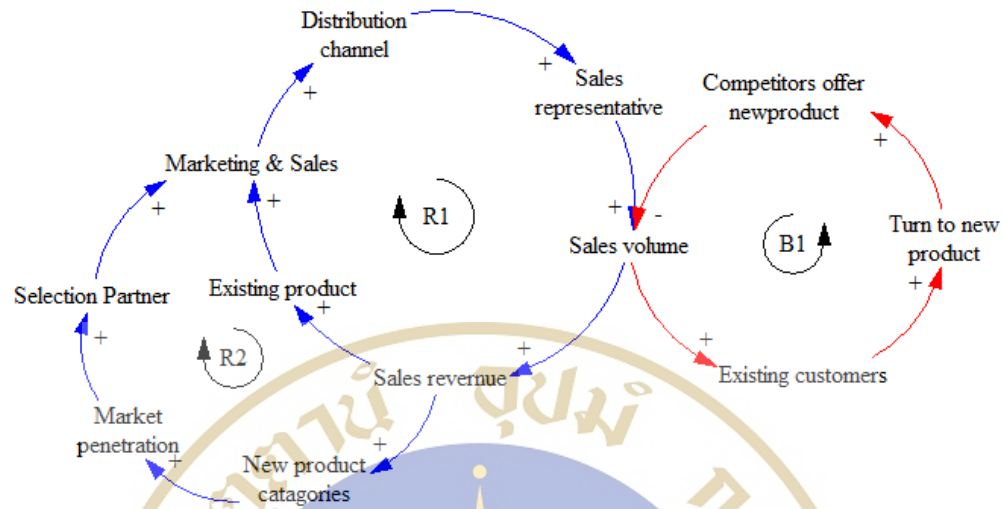 Distribution
channel
+
+
Sales
representative
Competitors offer
newproduct
+
Marketing & Sales
+
+
R1
+
-
Sales volume
B1
Turn to new
product
+
Selection Partner
+
Existing product
+
R2
+
+
Sales revernue
Existing customers
Market
penetration
+
+
New product
catagories